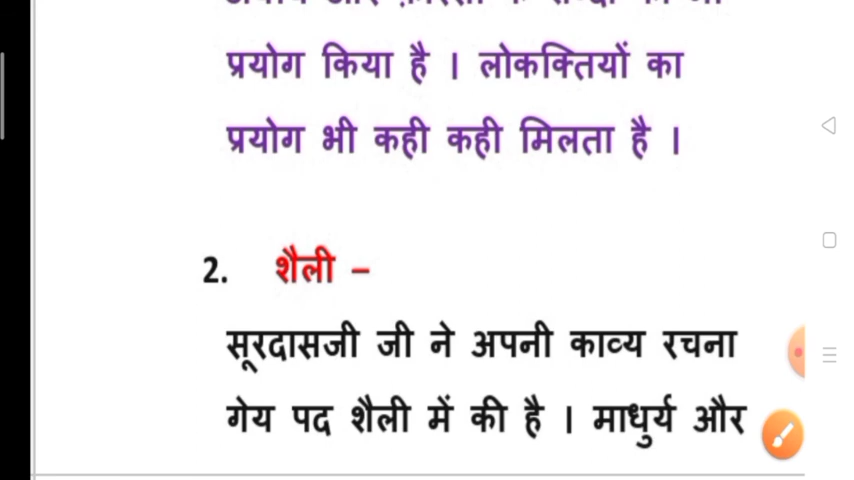 प्रयोग किया है । लोकक्तियों का
प्रयोग भी कही कही मिलता है ।
2. शैली –
सूरदासजी जी ने अपनी काव्य रचना
गेय पद शैली में की है । माधुर्य और